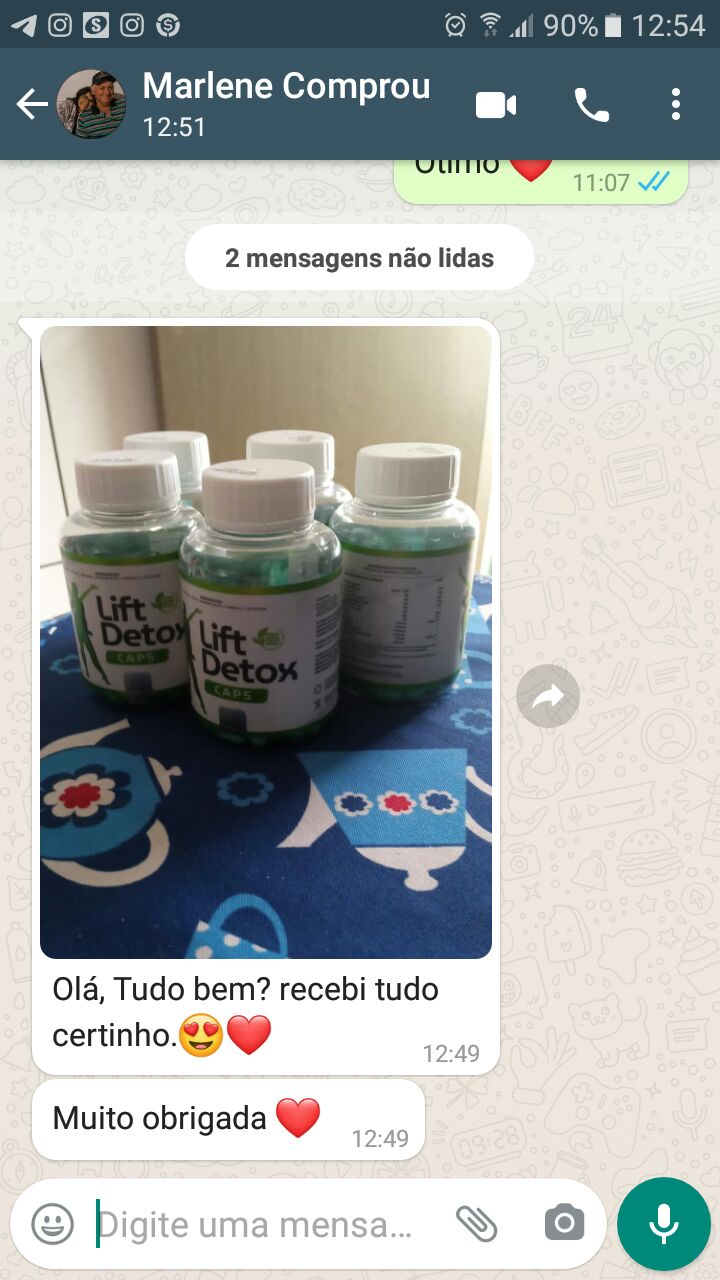 90% 12:54
Marlene Comprou
12:51
Otimo ❤️
11:07
2 mensagens não lidas
Lift
Detox
CAPS
Lift
Detox
CAPS
Olá, Tudo bem? recebi tudo
certinho.😍❤️
12:49
Muito obrigada ❤️
12:49
Digite uma mensa...